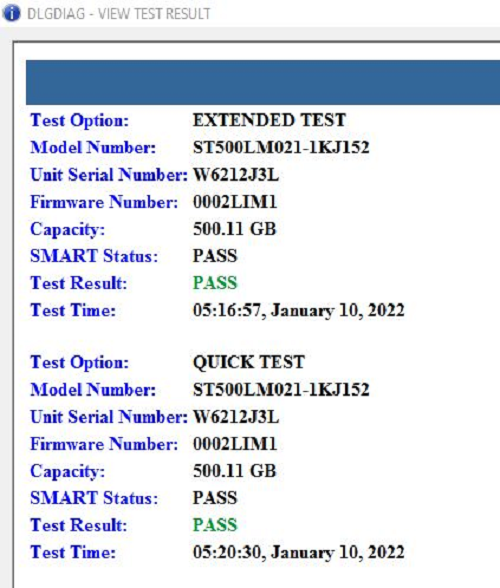 DLGDIAG - VIEW TEST RESULT
Test Option: EXTENDED TEST
Model Number: ST500LM021-1KJ152
Unit Serial Number: W6212J3L
Firmware Number: 0002LIM1
Capacity: 500.11 GB
SMART Status: PASS
Test Result: PASS
Test Time: 05:16:57, January 10, 2022
Test Option: QUICK TEST
Model Number: ST500LM021-1KJ152
Unit Serial Number: W6212J3L
Firmware Number: 0002LIM1
Capacity: 500.11 GB
SMART Status: PASS
Test Result: PASS
Test Time: 05:20:30, January 10, 2022